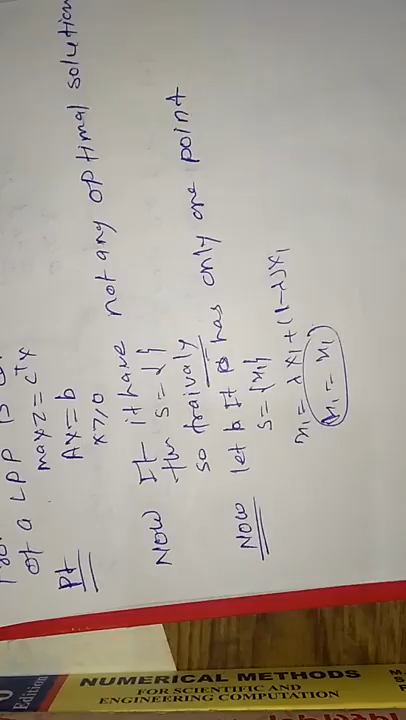 of a LPP is
max z = cᵀx
Pf Ax = b
x ≥ 0
Now If it have not any optimal solution
then S = { }
so traivaly
Now let it has only one point
S = {x₁}
x₁ = λx₁ + (1-λ)x₁
x₁ = x₁
Edition
NUMERICAL METHODS
FOR SCIENTIFIC AND
ENGINEERING COMPUTATION